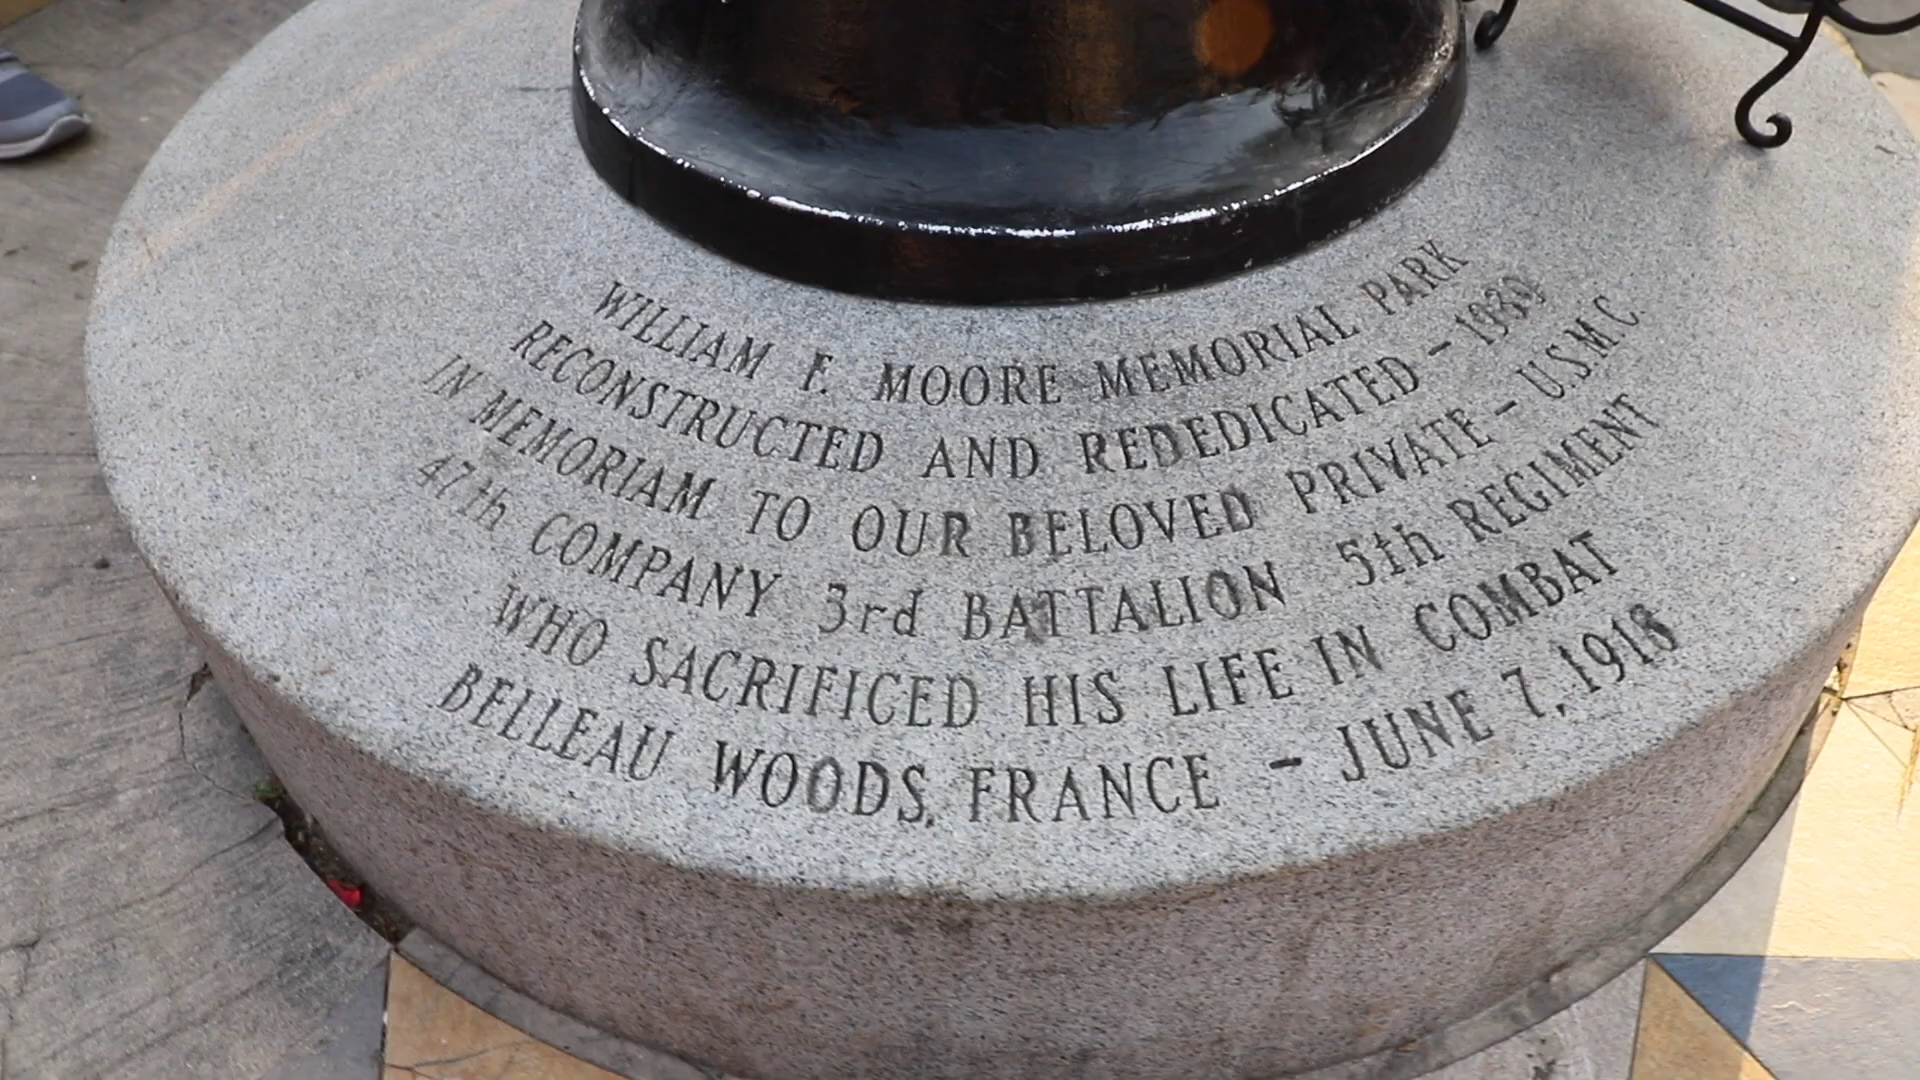 WILLIAM F. MOORE MEMORIAL PARK
RECONSTRUCTED AND REDEDICATED – 1989
IN MEMORIAM TO OUR BELOVED PRIVATE – U.S.M.C.
47th COMPANY 3rd BATTALION 5th REGIMENT
WHO SACRIFICED HIS LIFE IN COMBAT
BELLEAU WOODS, FRANCE – JUNE 7, 1918